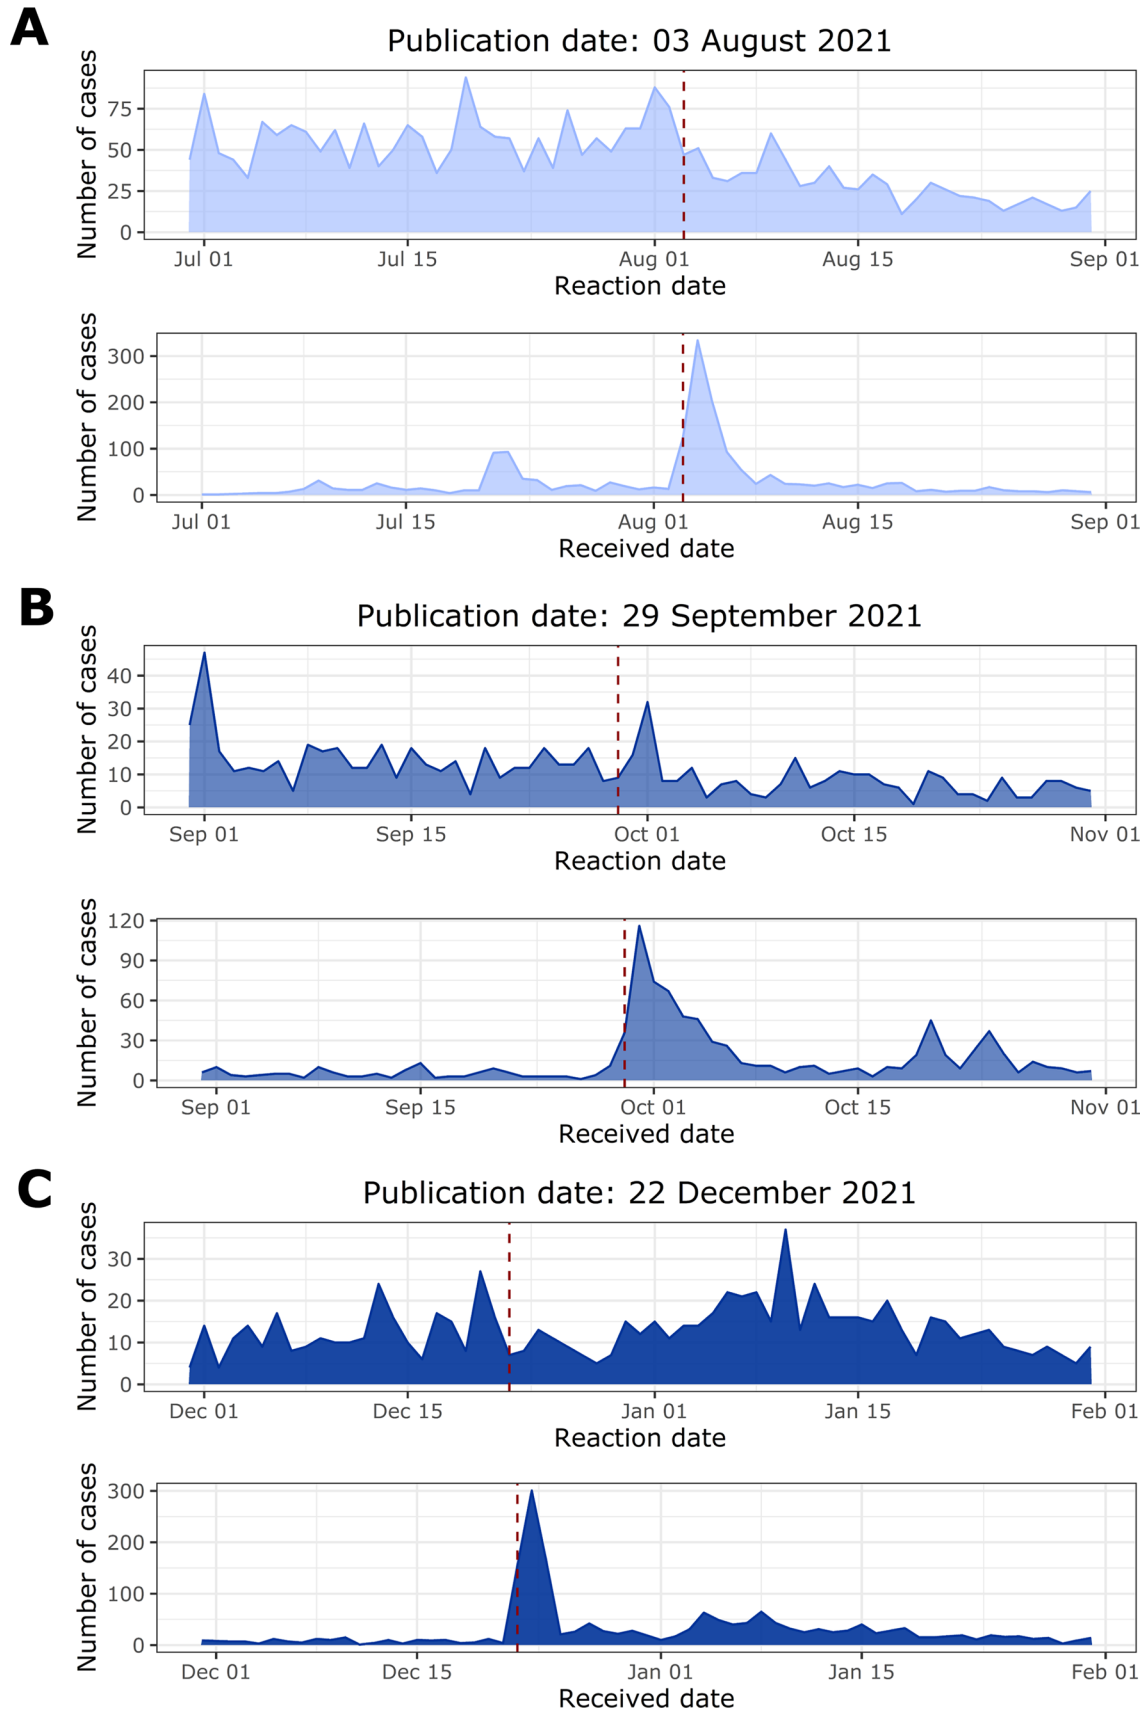 A
Publication date: 03 August 2021
Number of cases
75
50
25
0
Jul 01 Jul 15 Aug 01 Aug 15 Sep 01
Reaction date
Number of cases
300
200
100
0
Jul 01 Jul 15 Aug 01 Aug 15 Sep 01
Received date
B
Publication date: 29 September 2021
Number of cases
40
30
20
10
0
Sep 01 Sep 15 Oct 01 Oct 15 Nov 01
Reaction date
Number of cases
120
90
60
30
0
Sep 01 Sep 15 Oct 01 Oct 15 Nov 01
Received date
C
Publication date: 22 December 2021
Number of cases
30
20
10
0
Dec 01 Dec 15 Jan 01 Jan 15 Feb 01
Reaction date
Number of cases
300
200
100
0
Dec 01 Dec 15 Jan 01 Jan 15 Feb 01
Received date